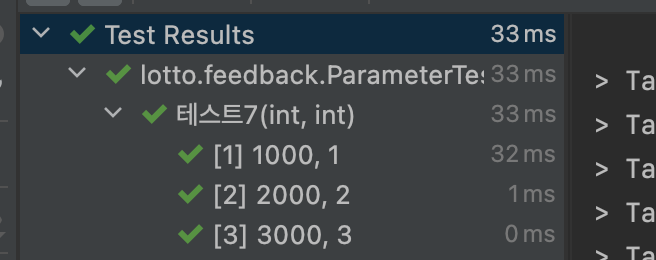 Test Results 33 ms
lotto.feedback.ParameterTes 33 ms
테스트7(int, int) 33 ms
[1] 1000, 1 32 ms
[2] 2000, 2 1 ms
[3] 3000, 3 0 ms
> Ta
> Ta
> Ta
> Ta
> Ta